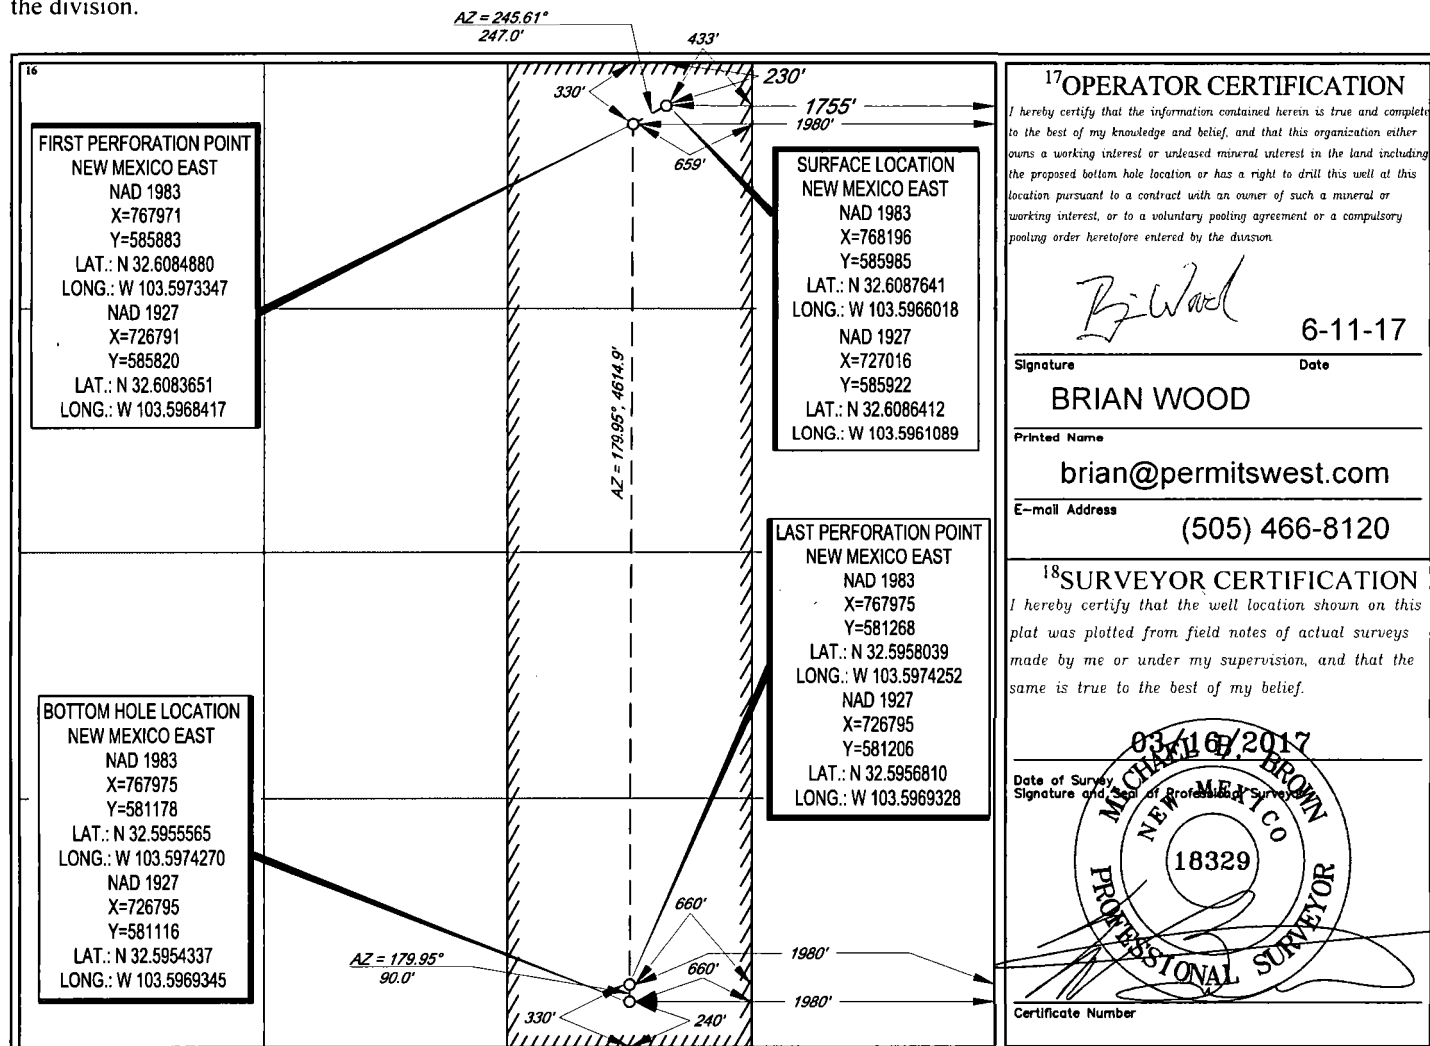 the division.
AZ = 245.61°
247.0'
433'
16
330'
230'
1755'
1980'
659'
FIRST PERFORATION POINT
NEW MEXICO EAST
NAD 1983
X=767971
Y=585883
LAT.: N 32.6084880
LONG.: W 103.5973347
NAD 1927
X=726791
Y=585820
LAT.: N 32.6083651
LONG.: W 103.5968417
SURFACE LOCATION
NEW MEXICO EAST
NAD 1983
X=768196
Y=585985
LAT.: N 32.6087641
LONG.: W 103.5966018
NAD 1927
X=727016
Y=585922
LAT.: N 32.6086412
LONG.: W 103.5961089
AZ = 179.95°, 4614.9'
LAST PERFORATION POINT
NEW MEXICO EAST
NAD 1983
X=767975
Y=581268
LAT.: N 32.5958039
LONG.: W 103.5974252
NAD 1927
X=726795
Y=581206
LAT.: N 32.5956810
LONG.: W 103.5969328
BOTTOM HOLE LOCATION
NEW MEXICO EAST
NAD 1983
X=767975
Y=581178
LAT.: N 32.5955565
LONG.: W 103.5974270
NAD 1927
X=726795
Y=581116
LAT.: N 32.5954337
LONG.: W 103.5969345
660'
AZ = 179.95°
90.0'
1980'
660'
1980'
330'
240'
17 OPERATOR CERTIFICATION
I hereby certify that the information contained herein is true and complete
to the best of my knowledge and belief, and that this organization either
owns a working interest or unleased mineral interest in the land including
the proposed bottom hole location or has a right to drill this well at this
location pursuant to a contract with an owner of such a mineral or
working interest, or to a voluntary pooling agreement or a compulsory
pooling order heretofore entered by the division
B Wood
6-11-17
Signature Date
BRIAN WOOD
Printed Name
brian@permitswest.com
E-mail Address
(505) 466-8120
18 SURVEYOR CERTIFICATION
I hereby certify that the well location shown on this
plat was plotted from field notes of actual surveys
made by me or under my supervision, and that the
same is true to the best of my belief.
03/16/2017
Date of Survey
Signature and Seal of Professional Surveyor
MICHAEL B. BROWN
NEW MEXICO
18329
PROFESSIONAL SURVEYOR
Certificate Number